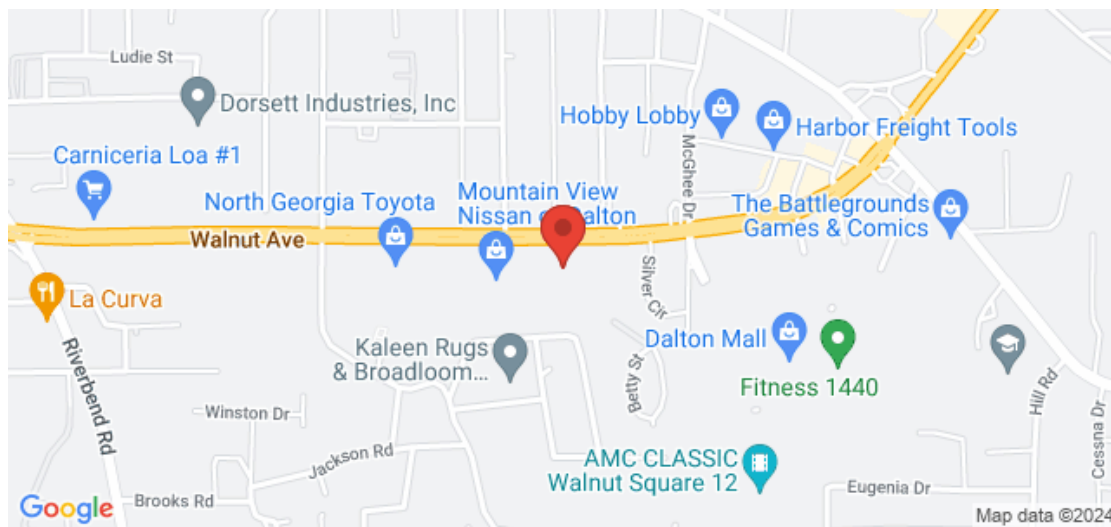 Ludie St
Dorsett Industries, Inc
Hobby Lobby
Harbor Freight Tools
McGhee Dr
Carniceria Loa #1
North Georgia Toyota
Mountain View
Nissan of Dalton
The Battlegrounds
Games & Comics
Walnut Ave
Silver Cir
La Curva
Dalton Mall
Kaleen Rugs
& Broadloom...
Fitness 1440
Betty St
Riverbend Rd
Winston Dr
Hill Rd
Cessna Dr
Jackson Rd
AMC CLASSIC
Walnut Square 12
Brooks Rd
Eugenia Dr
Google
Map data ©2024